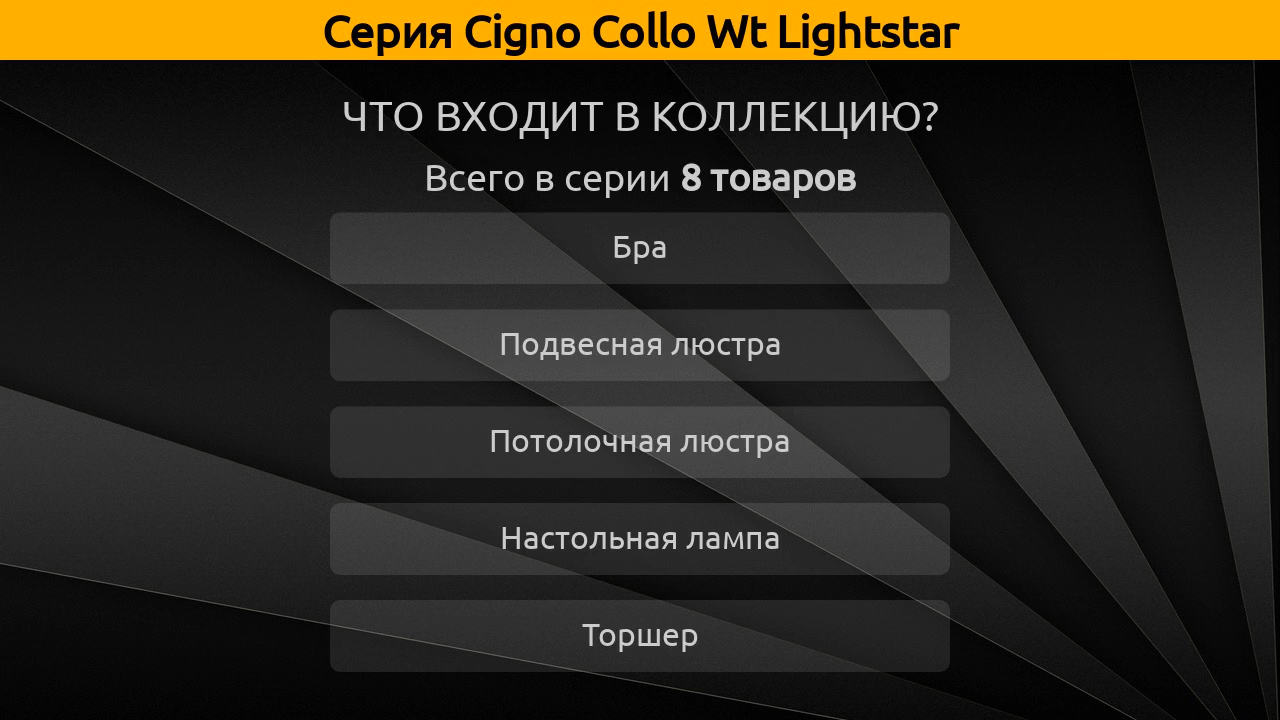 Серия Cigno Collo Wt Lightstar
ЧТО ВХОДИТ В КОЛЛЕКЦИЮ?
Всего в серии 8 товаров
Бра
Подвесная люстра
Потолочная люстра
Настольная лампа
Торшер